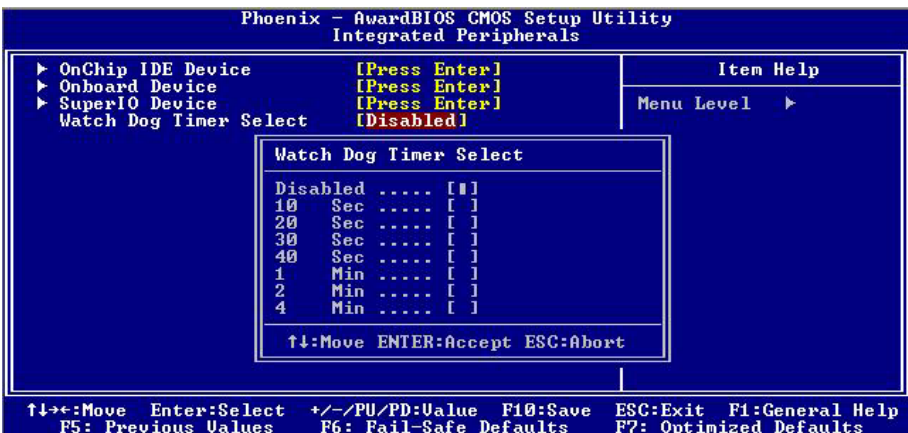 Phoenix - AwardBIOS CMOS Setup Utility
Integrated Peripherals
▶ OnChip IDE Device [Press Enter]
▶ Onboard Device [Press Enter]
▶ SuperIO Device [Press Enter]
Watch Dog Timer Select [Disabled]
Item Help
Menu Level ▶
Watch Dog Timer Select
Disabled ..... [▮]
10 Sec ..... [ ]
20 Sec ..... [ ]
30 Sec ..... [ ]
40 Sec ..... [ ]
1 Min ..... [ ]
2 Min ..... [ ]
4 Min ..... [ ]
↑↓:Move ENTER:Accept ESC:Abort
↑↓→←:Move Enter:Select +/-/PU/PD:Value F10:Save ESC:Exit F1:General Help
F5: Previous Values F6: Fail-Safe Defaults F7: Optimized Defaults